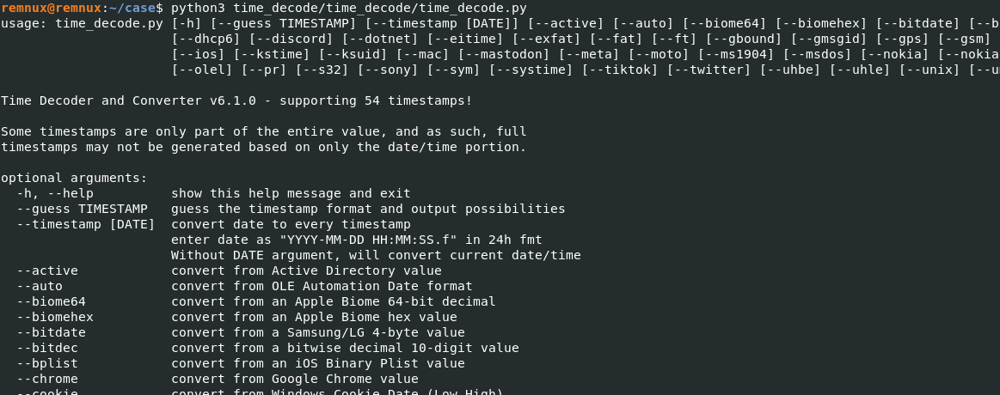 remnux@remnux:~/case$ python3 time_decode/time_decode/time_decode.py
usage: time_decode.py [-h] [--guess TIMESTAMP] [--timestamp [DATE]] [--active] [--auto] [--biome64] [--biomehex] [--bitdate] [--b
[--dhcp6] [--discord] [--dotnet] [--eitime] [--exfat] [--fat] [--ft] [--gbound] [--gmsgid] [--gps] [--gsm]
[--ios] [--kstime] [--ksuid] [--mac] [--mastodon] [--meta] [--moto] [--ms1904] [--msdos] [--nokia] [--nokia
[--olel] [--pr] [--s32] [--sony] [--sym] [--systime] [--tiktok] [--twitter] [--uhbe] [--uhle] [--unix] [--u
Time Decoder and Converter v6.1.0 - supporting 54 timestamps!
Some timestamps are only part of the entire value, and as such, full
timestamps may not be generated based on only the date/time portion.
optional arguments:
-h, --help show this help message and exit
--guess TIMESTAMP guess the timestamp format and output possibilities
--timestamp [DATE] convert date to every timestamp
enter date as "YYYY-MM-DD HH:MM:SS.f" in 24h fmt
Without DATE argument, will convert current date/time
--active convert from Active Directory value
--auto convert from OLE Automation Date format
--biome64 convert from an Apple Biome 64-bit decimal
--biomehex convert from an Apple Biome hex value
--bitdate convert from a Samsung/LG 4-byte value
--bitdec convert from a bitwise decimal 10-digit value
--bplist convert from an iOS Binary Plist value
--chrome convert from Google Chrome value
--cookie convert from Windows Cookie Date (Low,High)